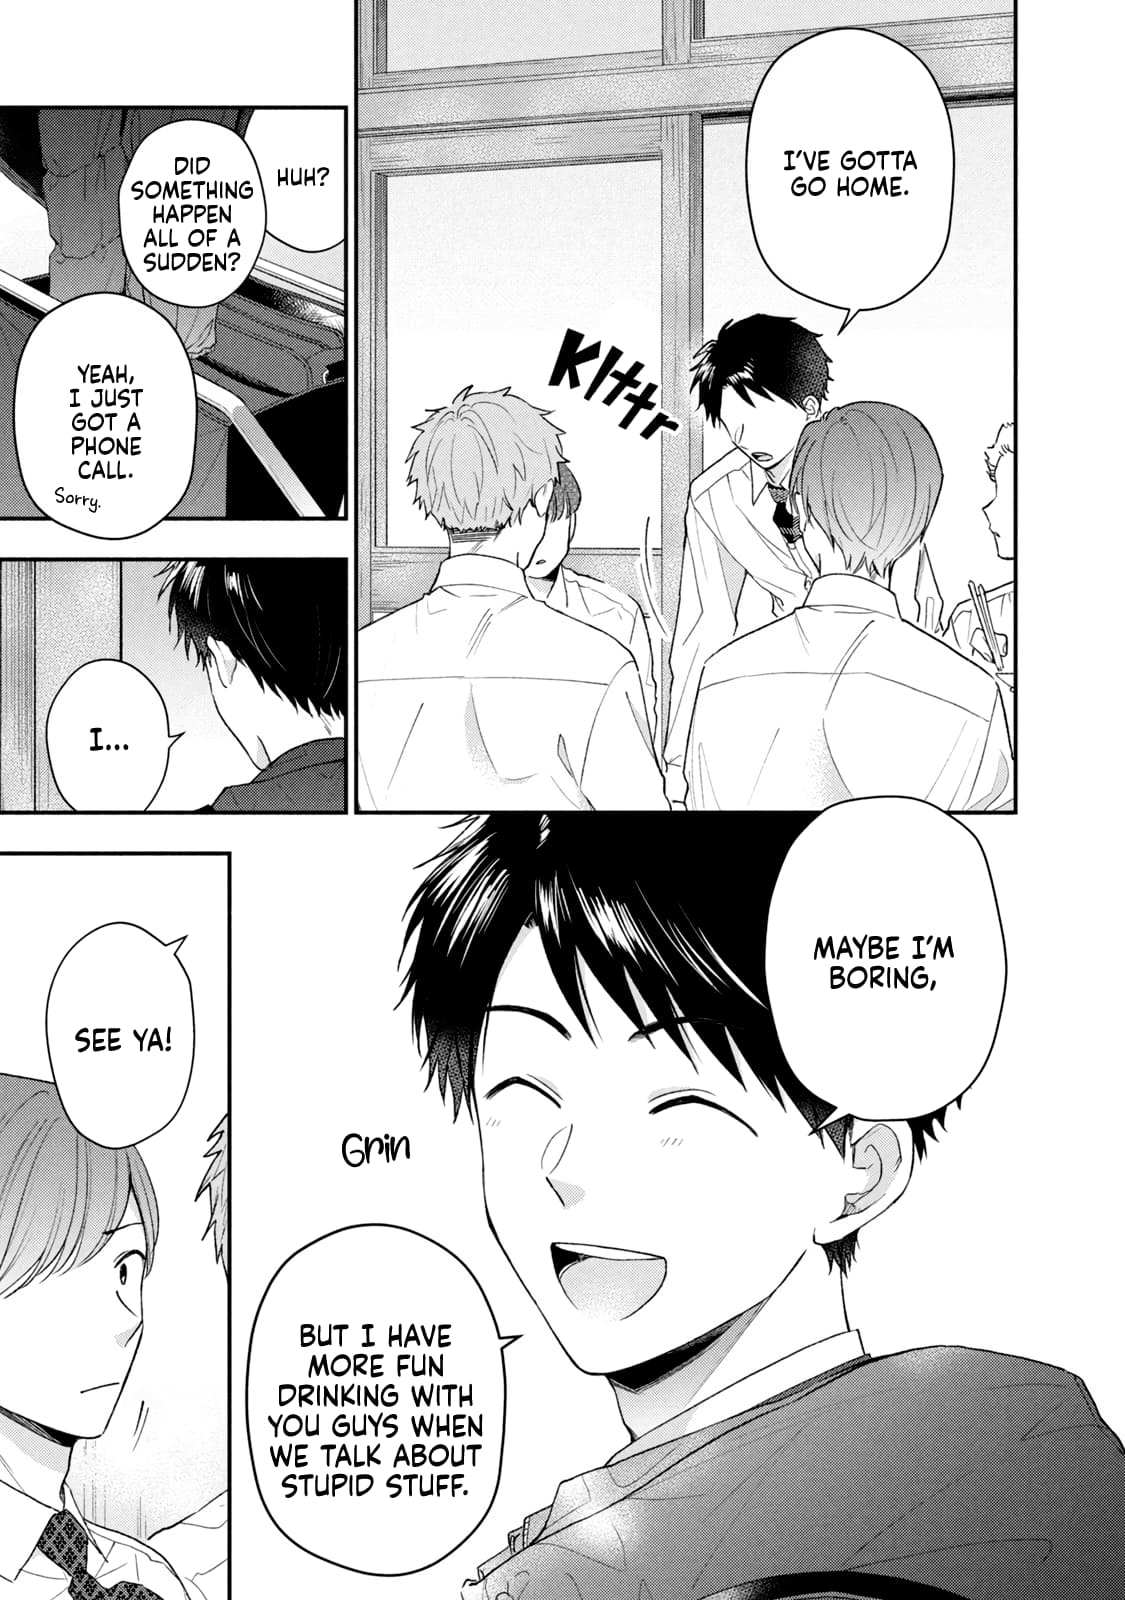 I'VE GOTTA
GO HOME.
Klttr
HUH?
DID
SOMETHING
HAPPEN
ALL OF A
SUDDEN?
YEAH,
I JUST
GOT A
PHONE
CALL.
Sorry.
I...
MAYBE I'M
BORING,
Grin
BUT I HAVE
MORE FUN
DRINKING WITH
YOU GUYS WHEN
WE TALK ABOUT
STUPID STUFF.
SEE YA!